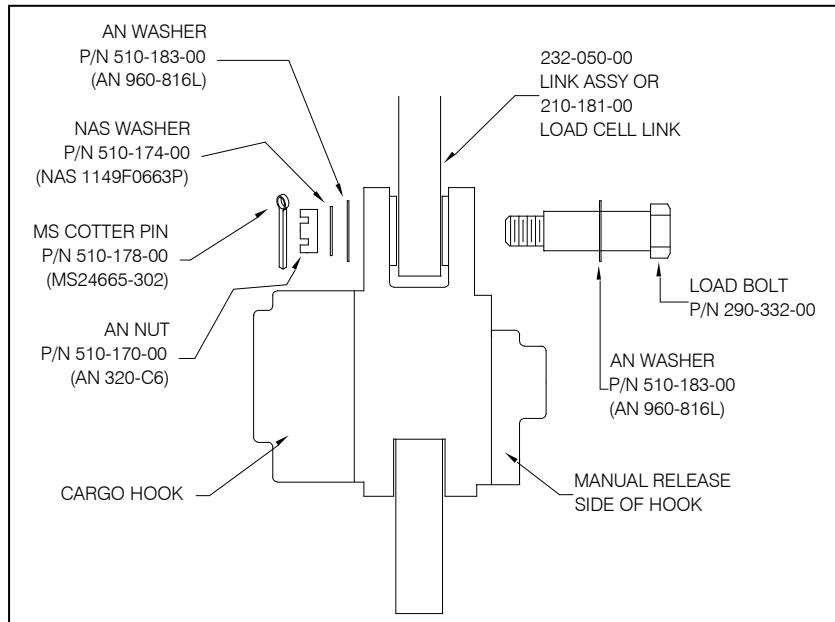 AN WASHER
P/N 510-183-00
(AN 960-816L)
NAS WASHER
P/N 510-174-00
(NAS 1149F0663P)
MS COTTER PIN
P/N 510-178-00
(MS24665-302)
AN NUT
P/N 510-170-00
(AN 320-C6)
CARGO HOOK
232-050-00
LINK ASSY OR
210-181-00
LOAD CELL LINK
LOAD BOLT
P/N 290-332-00
AN WASHER
P/N 510-183-00
(AN 960-816L)
MANUAL RELEASE
SIDE OF HOOK